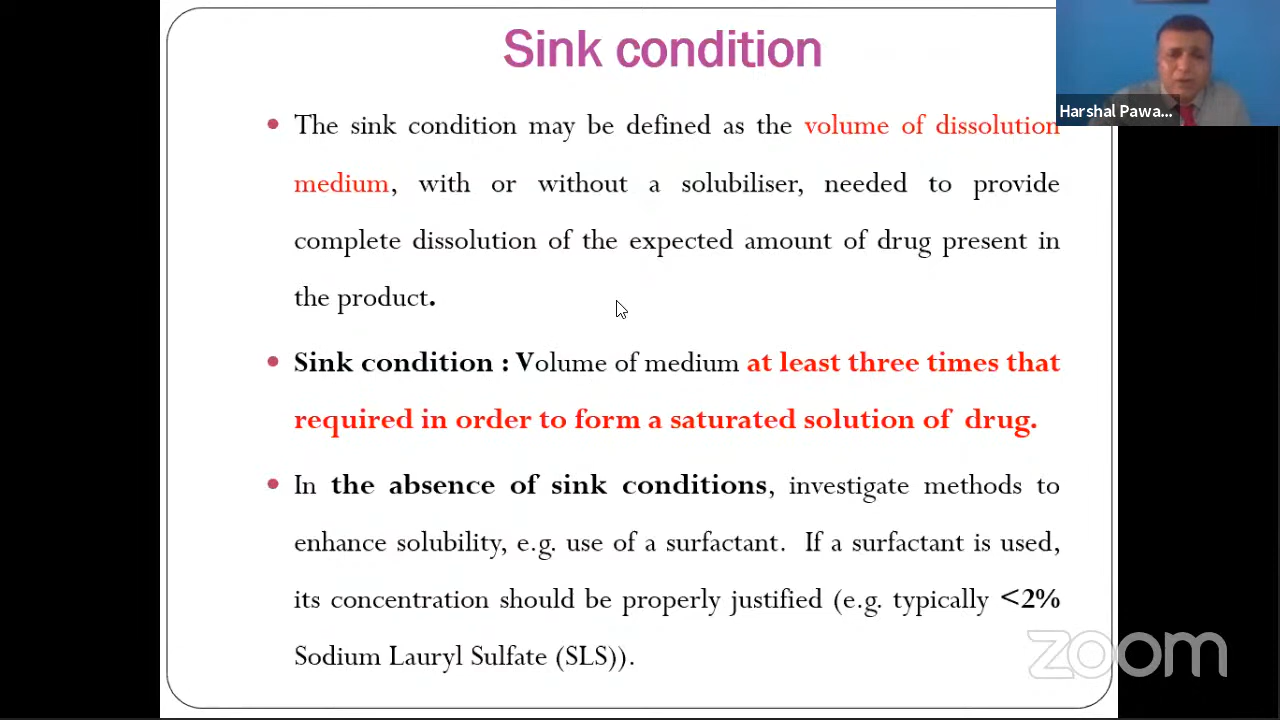 Sink condition
Harshal Pawa...
• The sink condition may be defined as the volume of dissolution
medium, with or without a solubiliser, needed to provide
complete dissolution of the expected amount of drug present in
the product.
• Sink condition : Volume of medium at least three times that
required in order to form a saturated solution of drug.
• In the absence of sink conditions, investigate methods to
enhance solubility, e.g. use of a surfactant. If a surfactant is used,
its concentration should be properly justified (e.g. typically <2%
Sodium Lauryl Sulfate (SLS)).
zoom